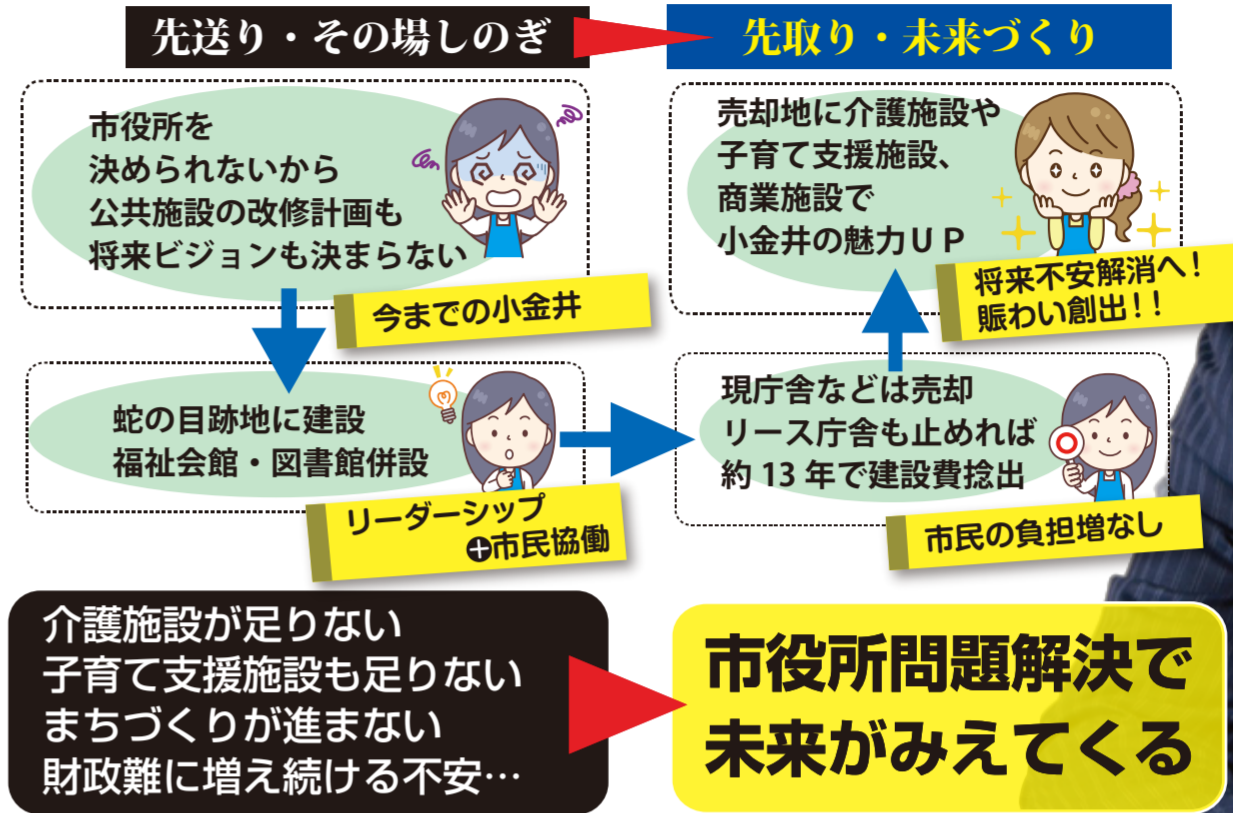 先送り・その場しのぎ
先取り・未来づくり
市役所を
決められないから
公共施設の改修計画も
将来ビジョンも決まらない
今までの小金井
蛇の目跡地に建設
福祉会館・図書館併設
リーダーシップ
+市民協働
現庁舎などは売却
リース庁舎も止めれば
約13年で建設費捻出
市民の負担増なし
売却地に介護施設や
子育て支援施設、
商業施設で
小金井の魅力UP
将来不安解消へ!
賑わい創出!!
介護施設が足りない
子育て支援施設も足りない
まちづくりが進まない
財政難に増え続ける不安…
市役所問題解決で
未来がみえてくる